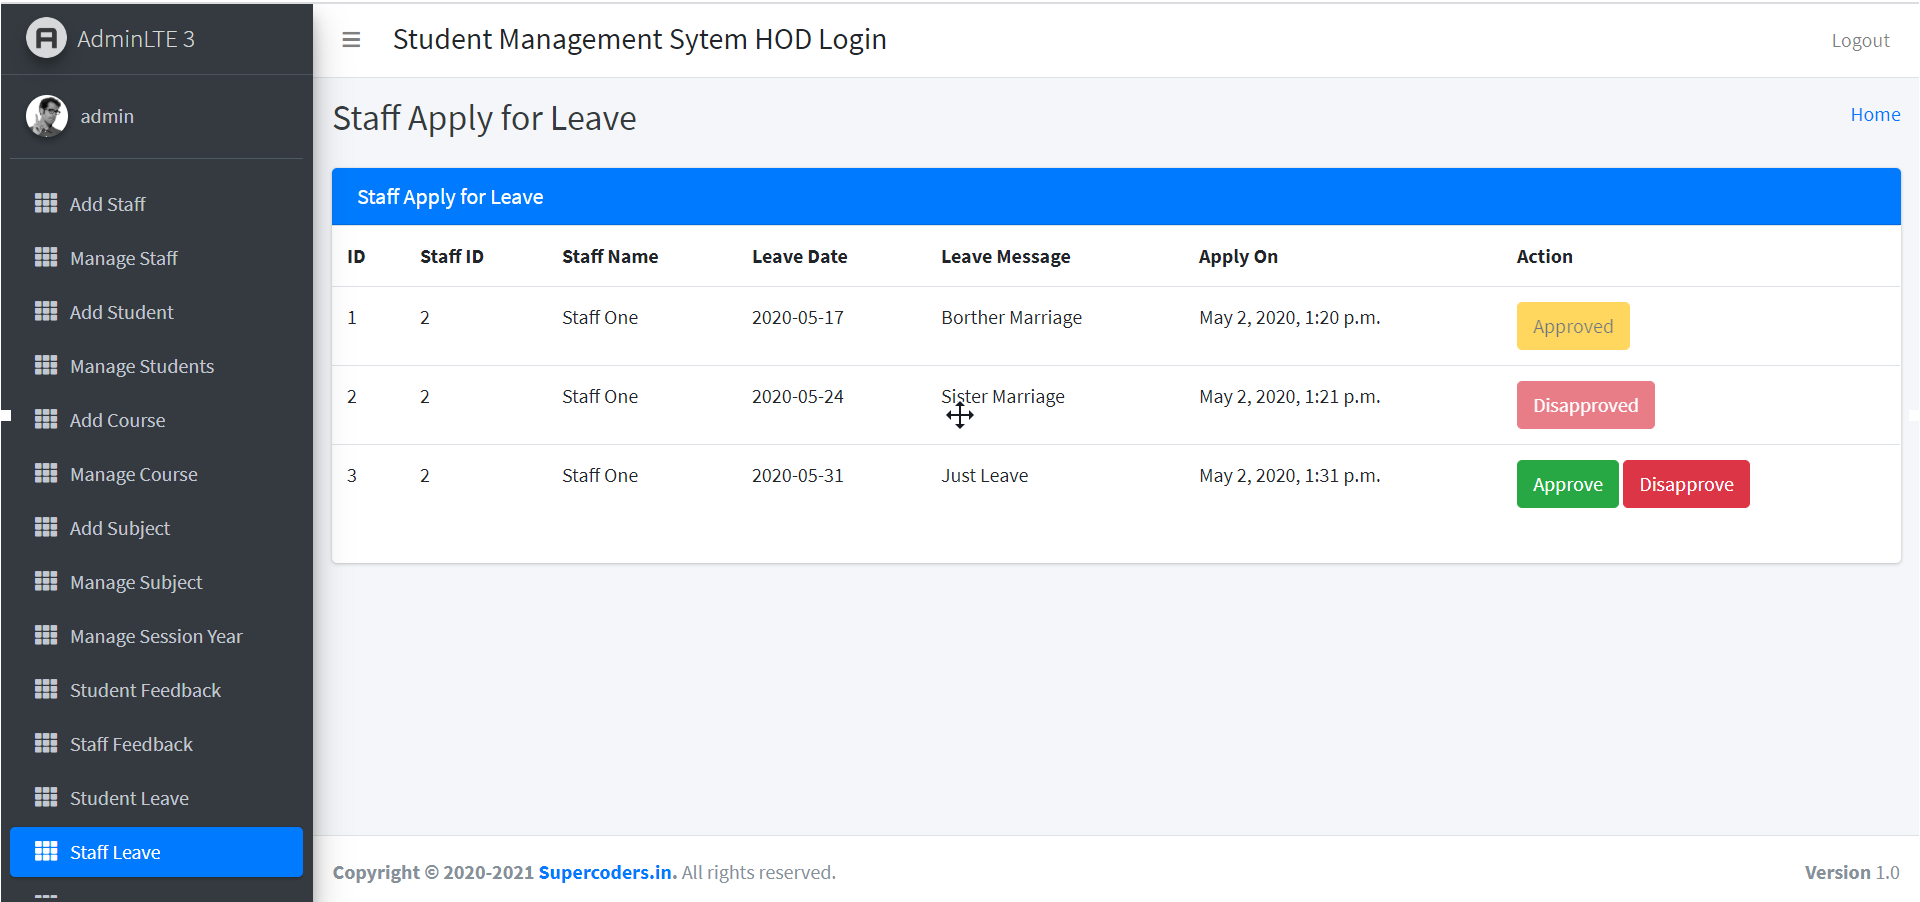 AdminLTE 3
Student Management Sytem HOD Login
Logout
admin
Staff Apply for Leave
Home
Add Staff
Manage Staff
Add Student
Manage Students
Add Course
Manage Course
Add Subject
Manage Subject
Manage Session Year
Student Feedback
Staff Feedback
Student Leave
Staff Leave
Staff Apply for Leave
ID Staff ID Staff Name Leave Date Leave Message Apply On Action
1 2 Staff One 2020-05-17 Borther Marriage May 2, 2020, 1:20 p.m. Approved
2 2 Staff One 2020-05-24 Sister Marriage May 2, 2020, 1:21 p.m. Disapproved
3 2 Staff One 2020-05-31 Just Leave May 2, 2020, 1:31 p.m. Approve Disapprove
Copyright © 2020-2021 Supercoders.in. All rights reserved.
Version 1.0